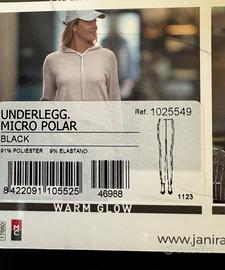 UNDERLEGG.
MICRO POLAR
Ref. 1025549
BLACK
91% POLIESTER 9% ELASTANO
8 422091 105525
46988
1123
WARM GLOW
www.janira